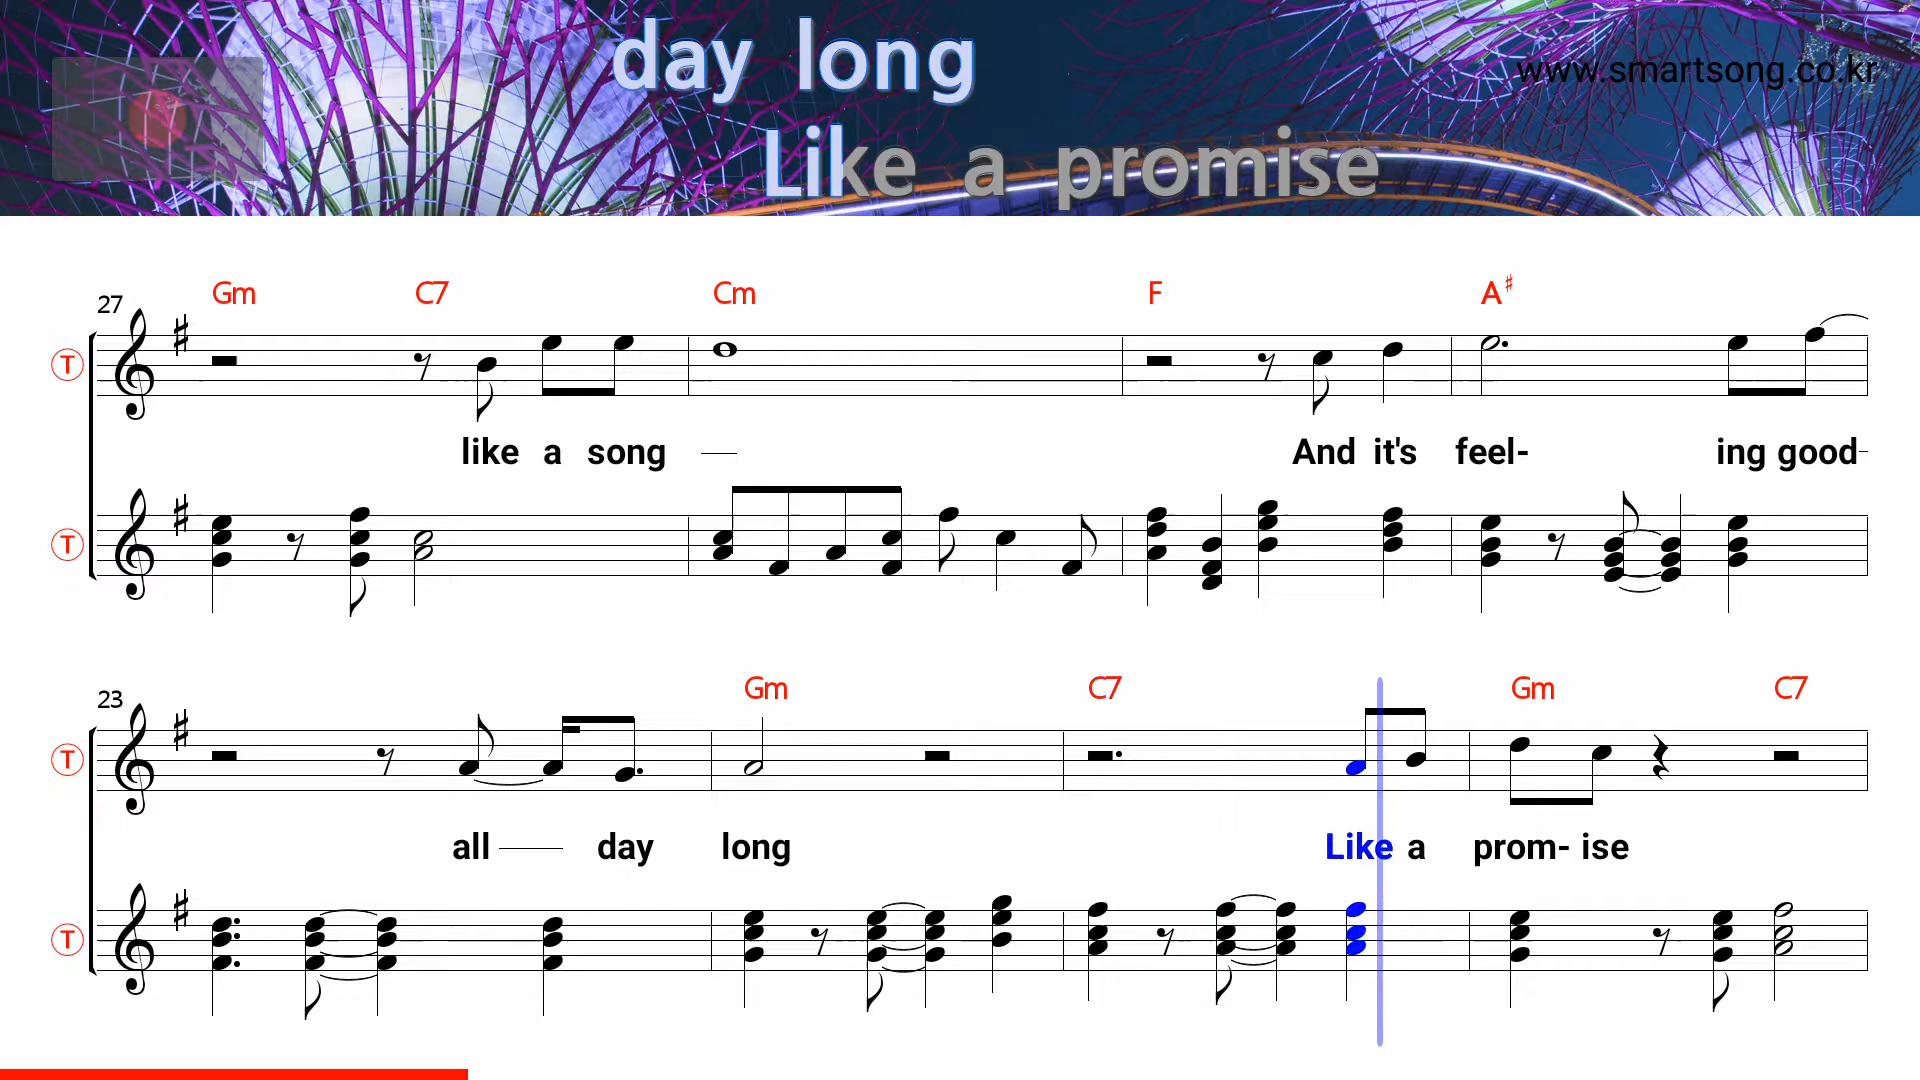 day long
www.smartsong.co.kr
Like a promise
27 Gm C7 Cm F A♯
T
like a song — And it's feel- ing good-
T
23 Gm C7 Gm C7
T
all — day long Like a prom- ise
T